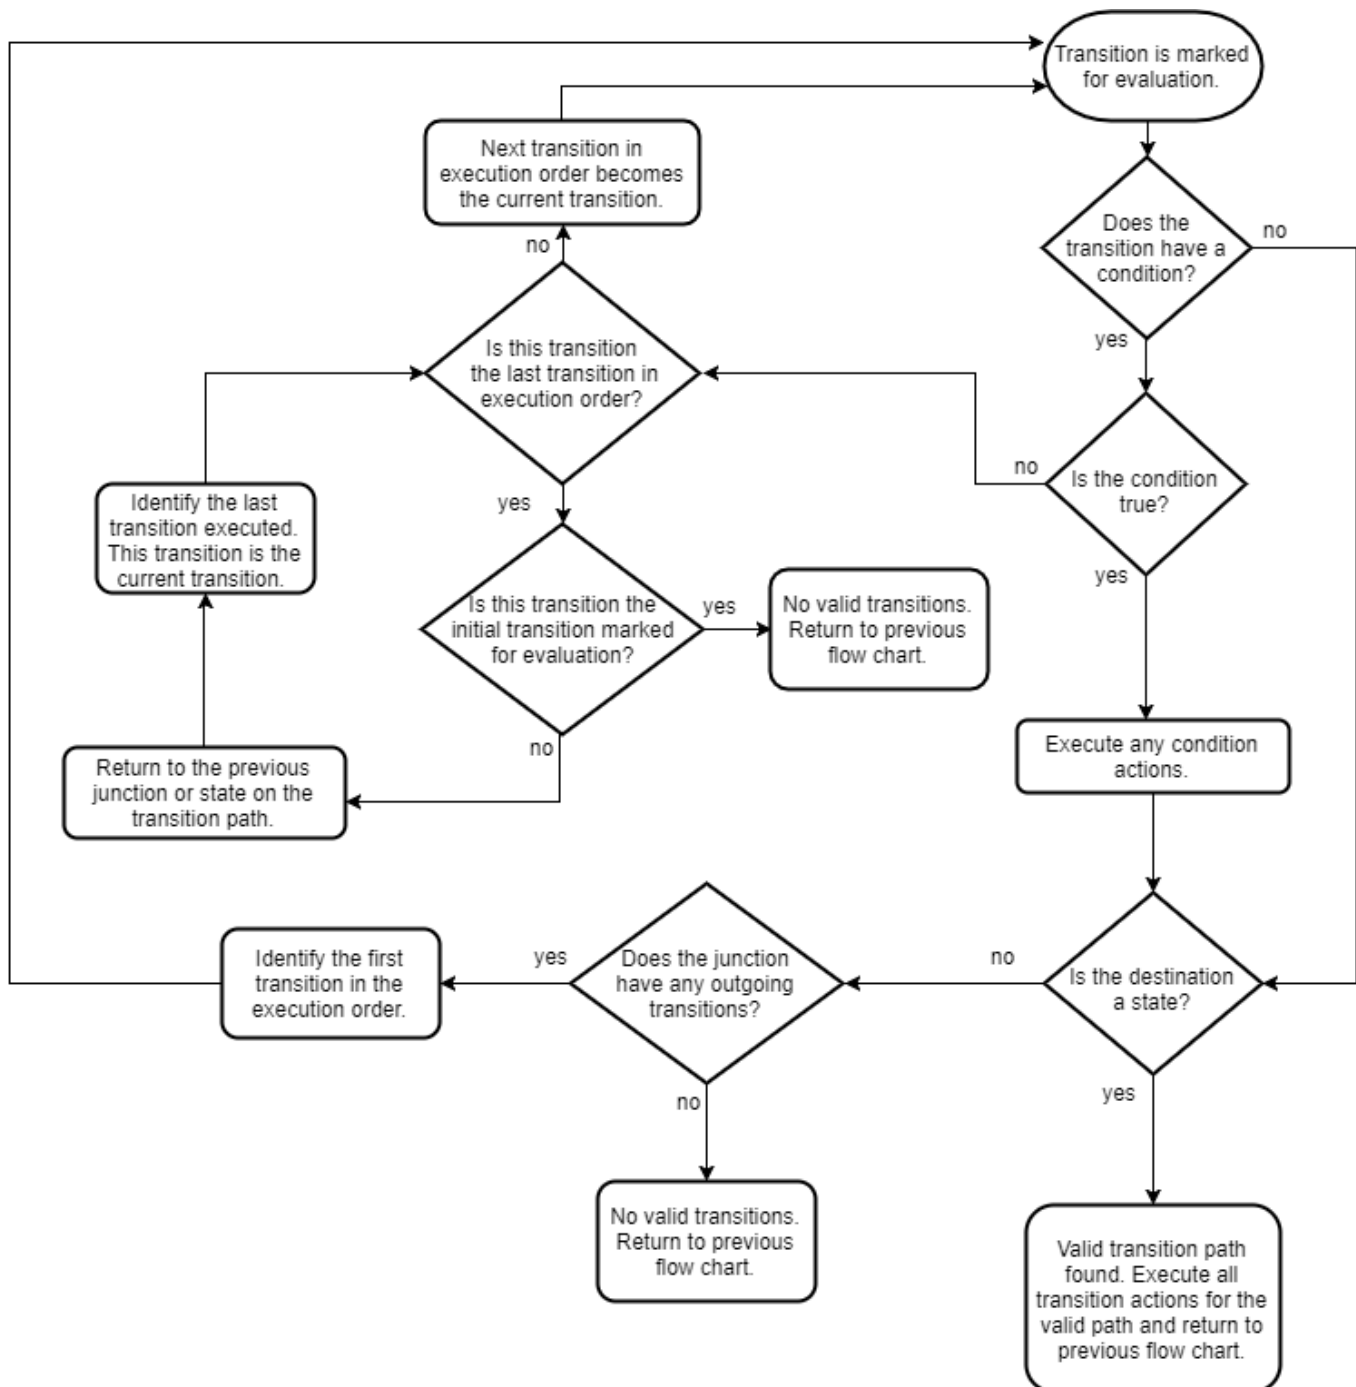 Transition is marked
for evaluation.
Next transition in
execution order becomes
the current transition.
no
Does the
transition have a
condition?
no
yes
Is this transition
the last transition in
execution order?
no
Is the condition
true?
yes
yes
Identify the last
transition executed.
This transition is the
current transition.
Is this transition the
initial transition marked
for evaluation?
yes
No valid transitions.
Return to previous
flow chart.
no
Return to the previous
junction or state on the
transition path.
Execute any condition
actions.
Identify the first
transition in the
execution order.
yes
Does the junction
have any outgoing
transitions?
no
Is the destination
a state?
no
yes
No valid transitions.
Return to previous
flow chart.
Valid transition path
found. Execute all
transition actions for the
valid path and return to
previous flow chart.